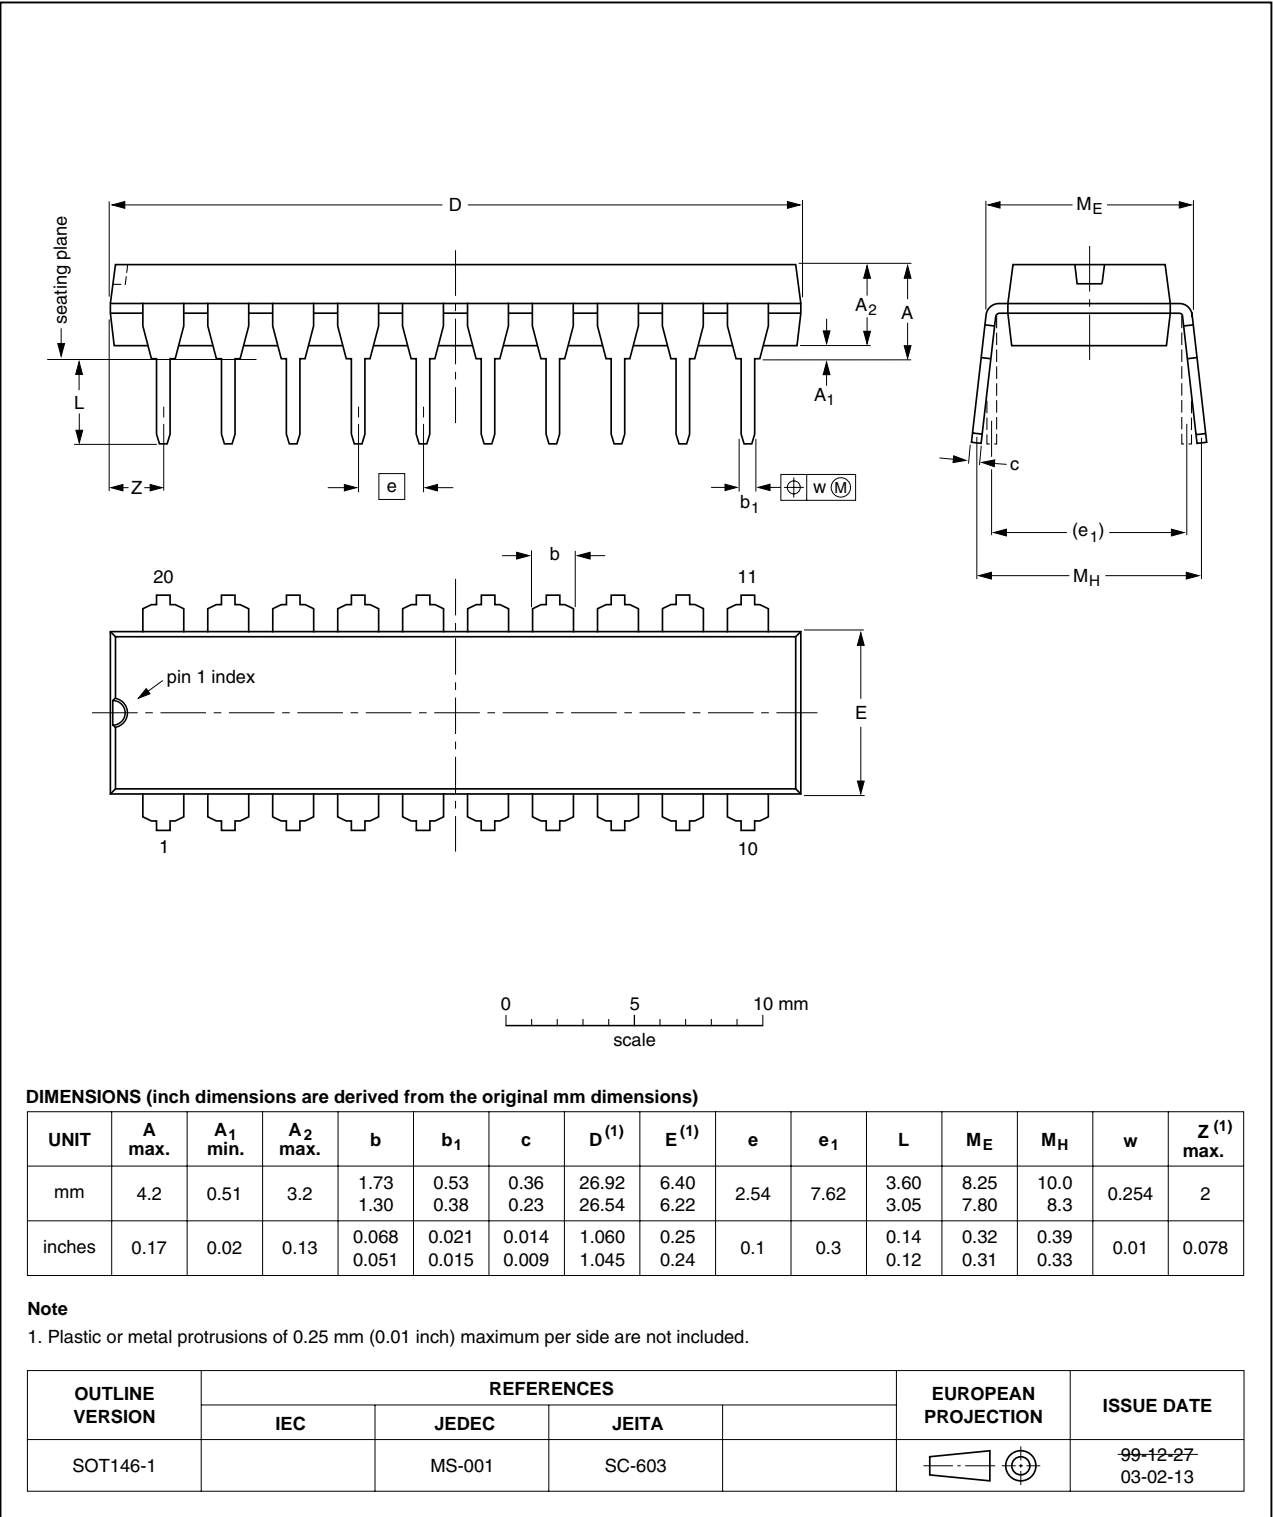 D
M_E
seating plane
A_2
A
A_1
L
Z
e
b_1
w M
c
(e_1)
M_H
b
20
11
pin 1 index
E
1
10
0 5 10 mm
scale
DIMENSIONS (inch dimensions are derived from the original mm dimensions)
UNIT A max. A_1 min. A_2 max. b b_1 c D(1) E(1) e e_1 L M_E M_H w Z(1) max.
mm 4.2 0.51 3.2 1.73 1.30 0.53 0.38 0.36 0.23 26.92 26.54 6.40 6.22 2.54 7.62 3.60 3.05 8.25 7.80 10.0 8.3 0.254 2
inches 0.17 0.02 0.13 0.068 0.051 0.021 0.015 0.014 0.009 1.060 1.045 0.25 0.24 0.1 0.3 0.14 0.12 0.32 0.31 0.39 0.33 0.01 0.078
Note
1. Plastic or metal protrusions of 0.25 mm (0.01 inch) maximum per side are not included.
OUTLINE VERSION REFERENCES EUROPEAN PROJECTION ISSUE DATE
IEC JEDEC JEITA
SOT146-1 MS-001 SC-603 99-12-27
03-02-13